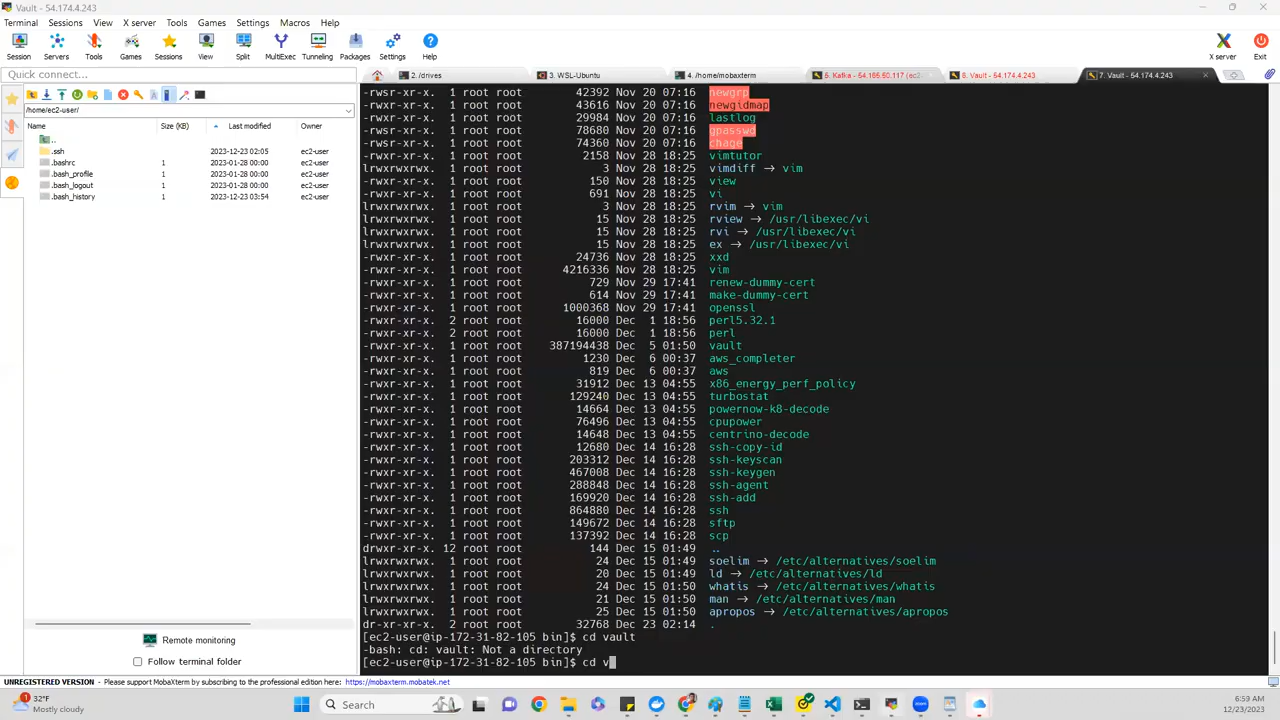 Vault - 54.174.4.243
Terminal Sessions View X server Tools Games Settings Macros Help
Session Servers Tools Games Sessions View Split MultiExec Tunneling Packages Settings Help X server Exit
Quick connect...
2. /drives 3. WSL-Ubuntu 4. /home/mobaxterm 5. Kafka - 54.165.50.117 (ec2 6. Vault - 54.174.4.243 7. Vault - 54.174.4.243
/home/ec2-user/
Name Size (KB) Last modified Owner
..
.ssh 2023-12-23 02:05 ec2-user
.bashrc 1 2023-01-28 00:00 ec2-user
.bash_profile 1 2023-01-28 00:00 ec2-user
.bash_logout 1 2023-01-28 00:00 ec2-user
.bash_history 1 2023-12-23 03:54 ec2-user
-rwsr-xr-x. 1 root root 42392 Nov 20 07:16 newgrp
-rwxr-xr-x. 1 root root 43616 Nov 20 07:16 newgidmap
-rwxr-xr-x. 1 root root 29984 Nov 20 07:16 lastlog
-rwsr-xr-x. 1 root root 78680 Nov 20 07:16 gpasswd
-rwsr-xr-x. 1 root root 74360 Nov 20 07:16 chage
-rwxr-xr-x. 1 root root 2158 Nov 28 18:25 vimtutor
lrwxrwxrwx. 1 root root 3 Nov 28 18:25 vimdiff → vim
-rwxr-xr-x. 1 root root 150 Nov 28 18:25 view
-rwxr-xr-x. 1 root root 691 Nov 28 18:25 vi
lrwxrwxrwx. 1 root root 3 Nov 28 18:25 rvim → vim
lrwxrwxrwx. 1 root root 15 Nov 28 18:25 rview → /usr/libexec/vi
lrwxrwxrwx. 1 root root 15 Nov 28 18:25 rvi → /usr/libexec/vi
lrwxrwxrwx. 1 root root 15 Nov 28 18:25 ex → /usr/libexec/vi
-rwxr-xr-x. 1 root root 24736 Nov 28 18:25 xxd
-rwxr-xr-x. 1 root root 4216336 Nov 28 18:25 vim
-rwxr-xr-x. 1 root root 729 Nov 29 17:41 renew-dummy-cert
-rwxr-xr-x. 1 root root 614 Nov 29 17:41 make-dummy-cert
-rwxr-xr-x. 1 root root 1000368 Nov 29 17:41 openssl
-rwxr-xr-x. 2 root root 16000 Dec 1 18:56 perl5.32.1
-rwxr-xr-x. 2 root root 16000 Dec 1 18:56 perl
-rwxr-xr-x. 1 root root 387194438 Dec 5 01:50 vault
-rwxr-xr-x. 1 root root 1230 Dec 6 00:37 aws_completer
-rwxr-xr-x. 1 root root 819 Dec 6 00:37 aws
-rwxr-xr-x. 1 root root 31912 Dec 13 04:55 x86_energy_perf_policy
-rwxr-xr-x. 1 root root 129240 Dec 13 04:55 turbostat
-rwxr-xr-x. 1 root root 14664 Dec 13 04:55 powernow-k8-decode
-rwxr-xr-x. 1 root root 76496 Dec 13 04:55 cpupower
-rwxr-xr-x. 1 root root 14648 Dec 13 04:55 centrino-decode
-rwxr-xr-x. 1 root root 12680 Dec 14 16:28 ssh-copy-id
-rwxr-xr-x. 1 root root 203312 Dec 14 16:28 ssh-keyscan
-rwxr-xr-x. 1 root root 467008 Dec 14 16:28 ssh-keygen
-rwxr-xr-x. 1 root root 288848 Dec 14 16:28 ssh-agent
-rwxr-xr-x. 1 root root 169920 Dec 14 16:28 ssh-add
-rwxr-xr-x. 1 root root 864880 Dec 14 16:28 ssh
-rwxr-xr-x. 1 root root 149672 Dec 14 16:28 sftp
-rwxr-xr-x. 1 root root 137392 Dec 14 16:28 scp
drwxr-xr-x. 12 root root 144 Dec 15 01:49 ..
lrwxrwxrwx. 1 root root 24 Dec 15 01:49 soelim → /etc/alternatives/soelim
lrwxrwxrwx. 1 root root 20 Dec 15 01:49 ld → /etc/alternatives/ld
lrwxrwxrwx. 1 root root 24 Dec 15 01:50 whatis → /etc/alternatives/whatis
lrwxrwxrwx. 1 root root 21 Dec 15 01:50 man → /etc/alternatives/man
lrwxrwxrwx. 1 root root 25 Dec 15 01:50 apropos → /etc/alternatives/apropos
dr-xr-xr-x. 2 root root 32768 Dec 23 02:14 .
[ec2-user@ip-172-31-82-105 bin]$ cd vault
-bash: cd: vault: Not a directory
[ec2-user@ip-172-31-82-105 bin]$ cd v
Remote monitoring
Follow terminal folder
UNREGISTERED VERSION - Please support MobaXterm by subscribing to the professional edition here: https://mobaxterm.mobatek.net
32°F
Mostly cloudy
Search
6:59 AM
12/23/2023